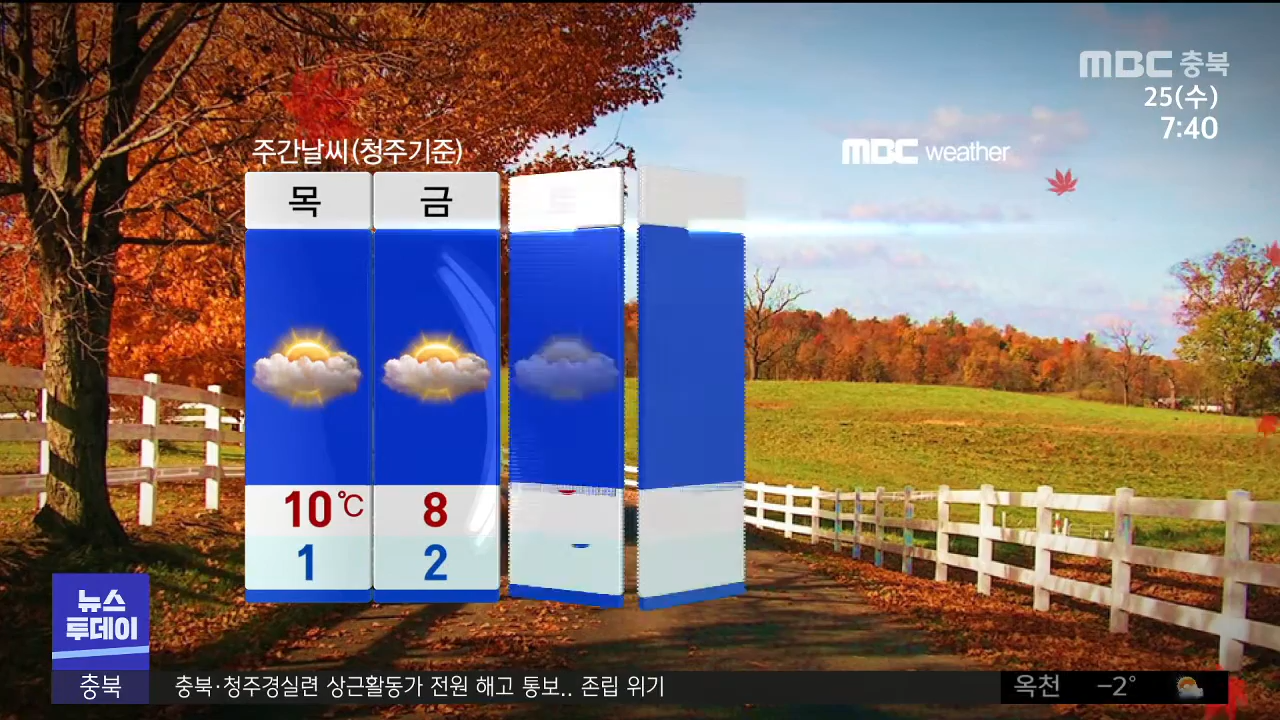 MBC 충북
25(수)
7:40
주간날씨(청주기준)
MBC weather
목 금
10℃ 8
1 2
뉴스
투데이
충북
충북·청주경실련 상근활동가 전원 해고 통보.. 존립 위기
옥천 -2°